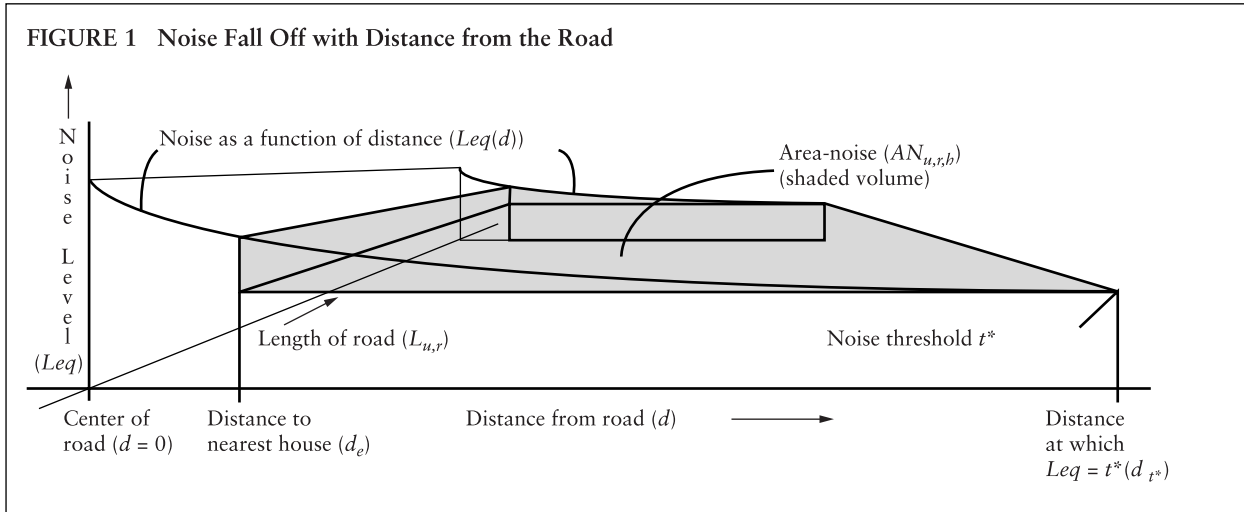 FIGURE 1 Noise Fall Off with Distance from the Road
Noise Level
(Leq)
Noise as a function of distance (Leq(d))
Area-noise (AN_{u,r,h})
(shaded volume)
Length of road (L_{u,r})
Noise threshold t*
Center of
road (d = 0)
Distance to
nearest house (d_e)
Distance from road (d)
Distance
at which
Leq = t*(d_{t*})